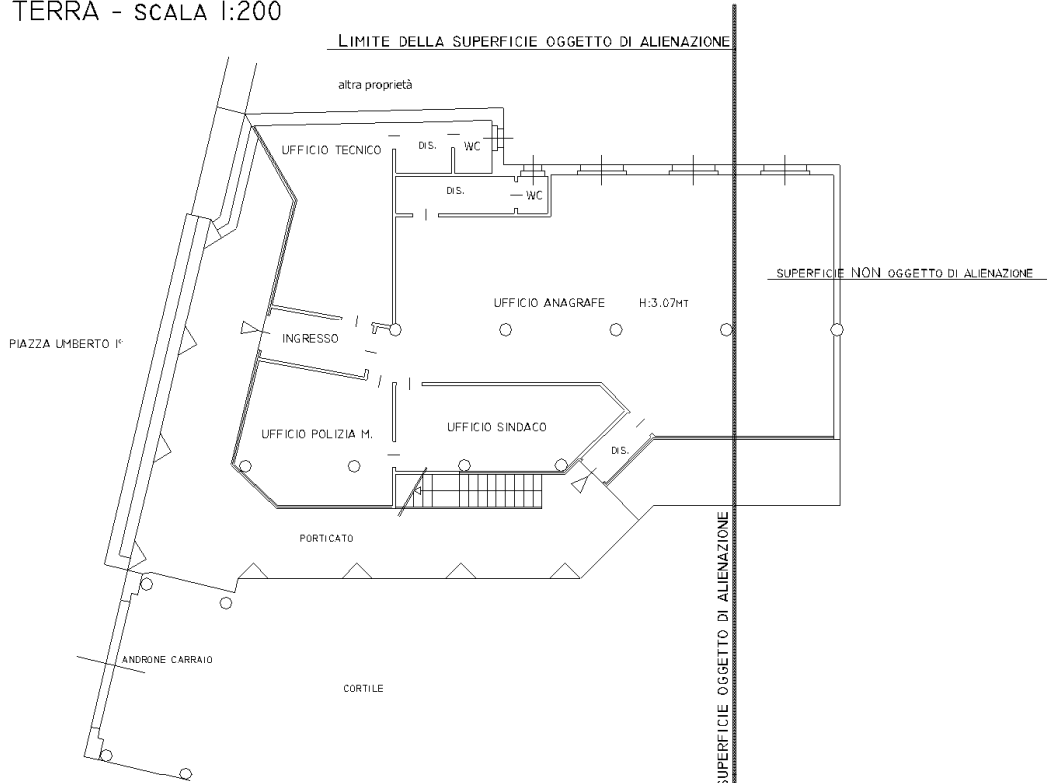 TERRA - SCALA 1:200
LIMITE DELLA SUPERFICIE OGGETTO DI ALIENAZIONE
altra proprietà
UFFICIO TECNICO
DIS.
WC
DIS.
WC
SUPERFICIE NON OGGETTO DI ALIENAZIONE
UFFICIO ANAGRAFE
H:3.07MT
INGRESSO
PIAZZA UMBERTO I°
UFFICIO POLIZIA M.
UFFICIO SINDACO
DIS.
PORTICATO
ANDRONE CARRAIO
CORTILE
SUPERFICIE OGGETTO DI ALIENAZIONE